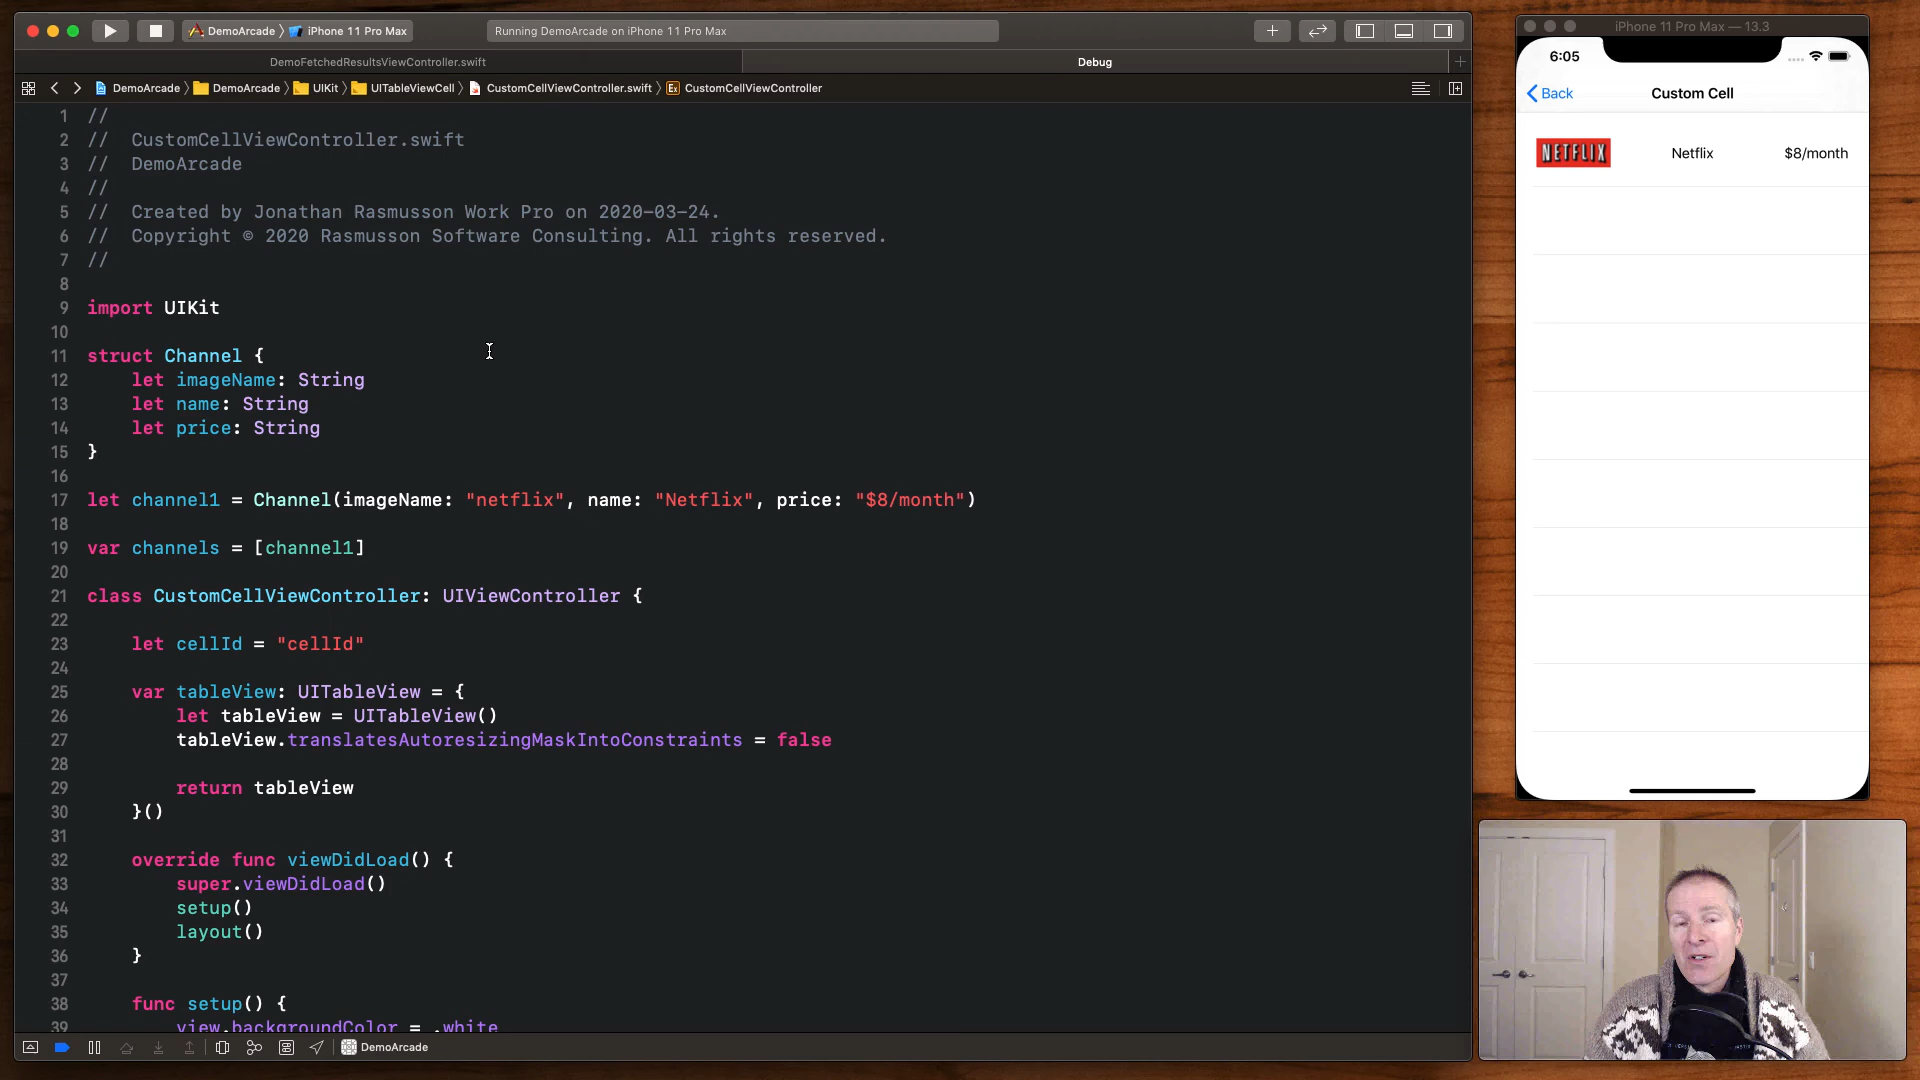 DemoArcade
iPhone 11 Pro Max
Running DemoArcade on iPhone 11 Pro Max
DemoFetchedResultsViewController.swift
Debug
DemoArcade
DemoArcade
UIKit
UITableViewCell
CustomCellViewController.swift
Ex
CustomCellViewController
1 //
2 //  CustomCellViewController.swift
3 //  DemoArcade
4 //
5 //  Created by Jonathan Rasmusson Work Pro on 2020-03-24.
6 //  Copyright © 2020 Rasmusson Software Consulting. All rights reserved.
7 //
8
9 import UIKit
10
11 struct Channel {
12     let imageName: String
13     let name: String
14     let price: String
15 }
16
17 let channel1 = Channel(imageName: "netflix", name: "Netflix", price: "$8/month")
18
19 var channels = [channel1]
20
21 class CustomCellViewController: UIViewController {
22
23     let cellId = "cellId"
24
25     var tableView: UITableView = {
26         let tableView = UITableView()
27         tableView.translatesAutoresizingMaskIntoConstraints = false
28
29         return tableView
30     }()
31
32     override func viewDidLoad() {
33         super.viewDidLoad()
34         setup()
35         layout()
36     }
37
38     func setup() {
39         view.backgroundColor = .white
DemoArcade
iPhone 11 Pro Max — 13.3
6:05
Back
Custom Cell
NETFLIX
Netflix
$8/month